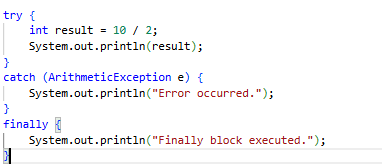 try {
    int result = 10 / 2;
    System.out.println(result);
}
catch (ArithmeticException e) {
    System.out.println("Error occurred.");
}
finally {
    System.out.println("Finally block executed.");
}